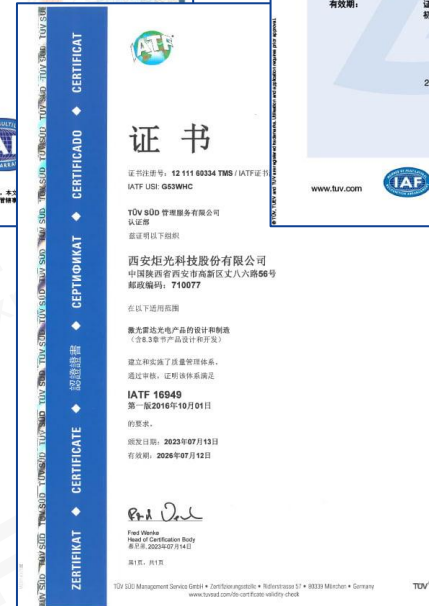 有效期:
证
初
2
www.tuv.com
IAF
TÜV
ZERTIFIKAT ◆ CERTIFICATE ◆ 認證證書 ◆ СЕРТИФИКАТ ◆ CERTIFICADO ◆ CERTIFICAT
IATF
证 书
证书注册号: 12 111 60334 TMS / IATF证书
IATF USI: G53WHC
TÜV SÜD 管理服务有限公司
认证部
兹证明以下组织
西安炬光科技股份有限公司
中国陕西省西安市高新区丈八六路56号
邮政编码: 710077
在以下适用范围
激光雷达光电产品的设计和制造
(含8.3章节产品设计和开发)
建立和实施了质量管理体系。
通过审核, 证明该体系满足
IATF 16949
第一版2016年10月01日
的要求。
颁发日期: 2023年07月13日
有效期: 2026年07月12日
Fred Wenke
Head of Certification Body
慕尼黑, 2023年07月14日
第1页, 共1页
TÜV SÜD Management Service GmbH • Zertifizierungsstelle • Ridlerstrasse 57 • 80339 München • Germany
www.tuvsud.com/de-certificate-validity-check